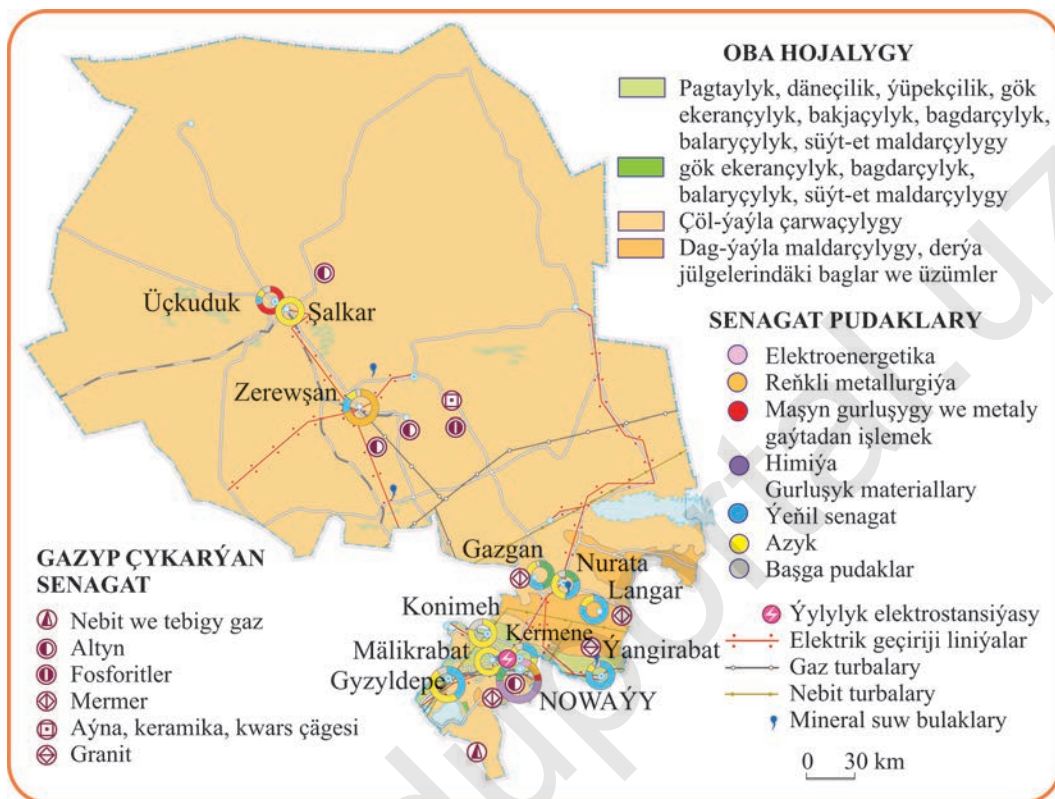 OBA HOJALYGY
Pagtaylyk, däneçilik, ýüpekçilik, gök
ekerançylyk, bakjaçylyk, bagdarçylyk,
balaryçylyk, süýt-et maldarçylygy
gök ekerançylyk, bagdarçylyk,
balaryçylyk, süýt-et maldarçylygy
Çöl-ýaýla çarwaçylygy
Dag-ýaýla maldarçylygy, derýa
jülgelerindäki baglar we üzümler
SENAGAT PUDAKLARY
Elektroenergetika
Reňkli metallurgiýa
Maşyn gurluşygy we metaly
gaýtadan işlemek
Himiýa
Gurluşyk materiallary
Ýeňil senagat
Azyk
Başga pudaklar
Ýylylyk elektrostansiýasy
Elektrik geçiriji liniýalar
Gaz turbalary
Nebit turbalary
Mineral suw bulaklary
0 30 km
Üçkuduk
Şalkar
Zerewşan
Gazgan
Nurata
Langar
Konimeh
Kermene
Mälikrabat
Ýangirabat
Gyzyldepe
NOWAÝY
GAZYP ÇYKARÝAN
SENAGAT
Nebit we tebigy gaz
Altyn
Fosforitler
Mermer
Aýna, keramika, kwars çägesi
Granit
duportal.uz